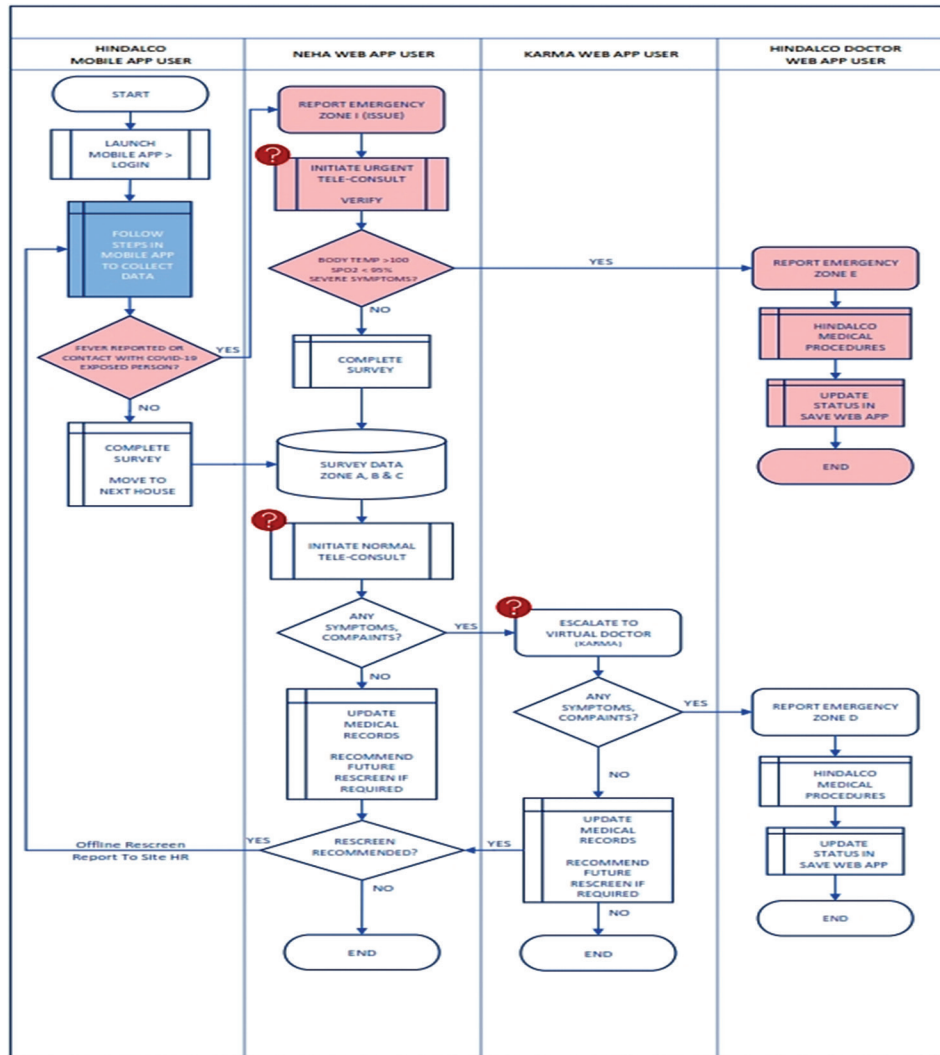 HINDALCO
MOBILE APP USER
NEHA WEB APP USER
KARMA WEB APP USER
HINDALCO DOCTOR
WEB APP USER
START
LAUNCH
MOBILE APP >
LOGIN
FOLLOW
STEPS IN
MOBILE APP
TO COLLECT
DATA
FEVER REPORTED OR
CONTACT WITH COVID-19
EXPOSED PERSON?
YES
NO
COMPLETE
SURVEY
MOVE TO
NEXT HOUSE
REPORT EMERGENCY
ZONE I (ISSUE)
?
INITIATE URGENT
TELE-CONSULT
VERIFY
BODY TEMP >100
SPO2 < 95%
SEVERE SYMPTOMS?
YES
NO
COMPLETE
SURVEY
SURVEY DATA
ZONE A, B & C
?
INITIATE NORMAL
TELE-CONSULT
ANY
SYMPTOMS,
COMPAINTS?
YES
NO
UPDATE
MEDICAL
RECORDS
RECOMMEND
FUTURE
RESCREEN IF
REQUIRED
RESCREEN
RECOMMENDED?
YES
Offline Rescreen
Report To Site HR
NO
END
?
ESCALATE TO
VIRTUAL DOCTOR
(KARMA)
ANY
SYMPTOMS,
COMPAINTS?
YES
NO
UPDATE
MEDICAL
RECORDS
RECOMMEND
FUTURE
RESCREEN IF
REQUIRED
YES
NO
END
REPORT EMERGENCY
ZONE E
HINDALCO
MEDICAL
PROCEDURES
UPDATE
STATUS IN
SAVE WEB APP
END
REPORT EMERGENCY
ZONE D
HINDALCO
MEDICAL
PROCEDURES
UPDATE
STATUS IN
SAVE WEB APP
END